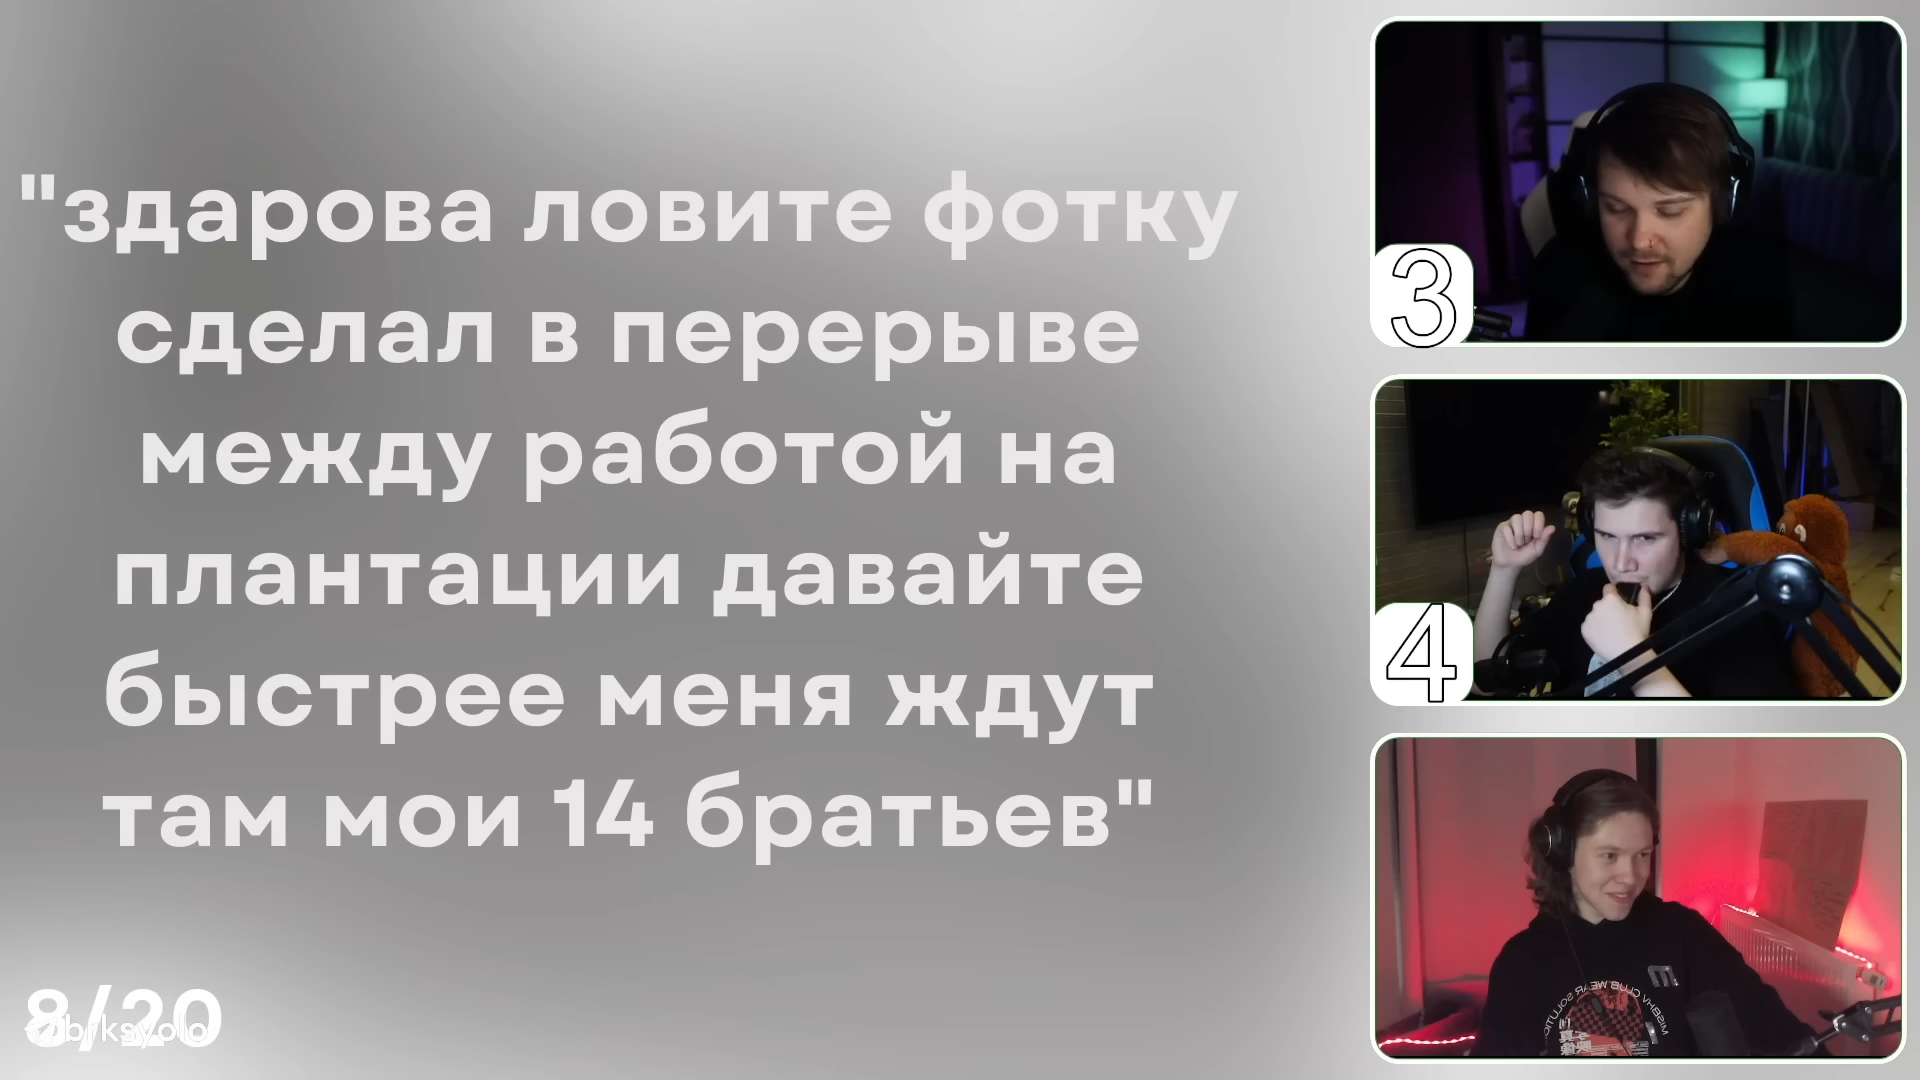 "здарова ловите фотку
сделал в перерыве
между работой на
плантации давайте
быстрее меня ждут
там мои 14 братьев"
3
4
8/20